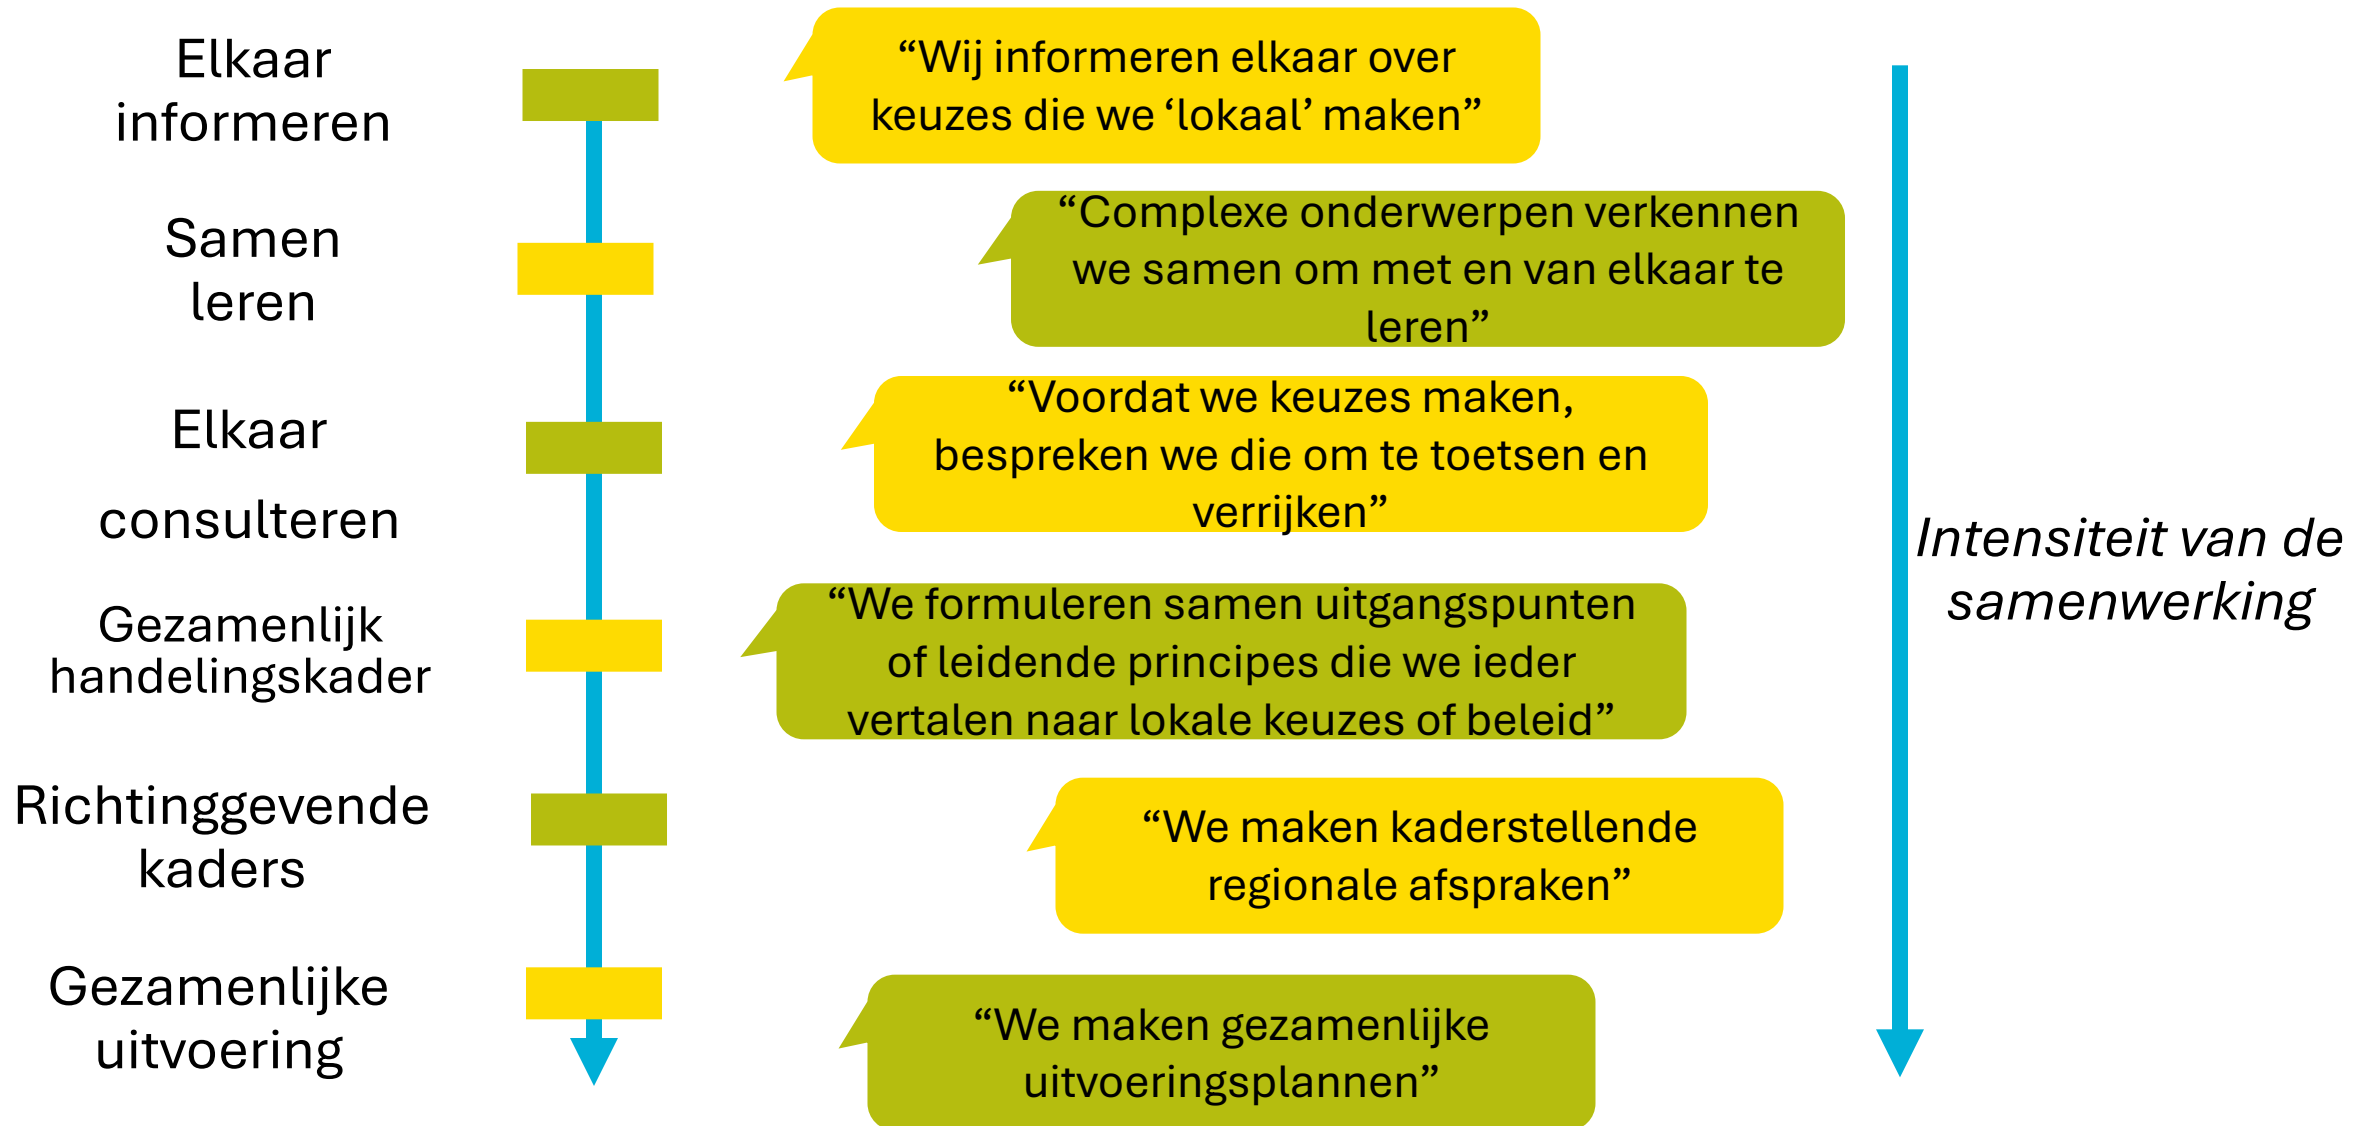 Elkaar
informeren
“Wij informeren elkaar over
keuzes die we ‘lokaal’ maken”
Samen
leren
“Complexe onderwerpen verkennen
we samen om met en van elkaar te
leren”
Elkaar
consulteren
“Voordat we keuzes maken,
bespreken we die om te toetsen en
verrijken”
Gezamenlijk
handelingskader
“We formuleren samen uitgangspunten
of leidende principes die we ieder
vertalen naar lokale keuzes of beleid”
Richtinggevende
kaders
“We maken kaderstellende
regionale afspraken”
Gezamenlijke
uitvoering
“We maken gezamenlijke
uitvoeringsplannen”
Intensiteit van de
samenwerking